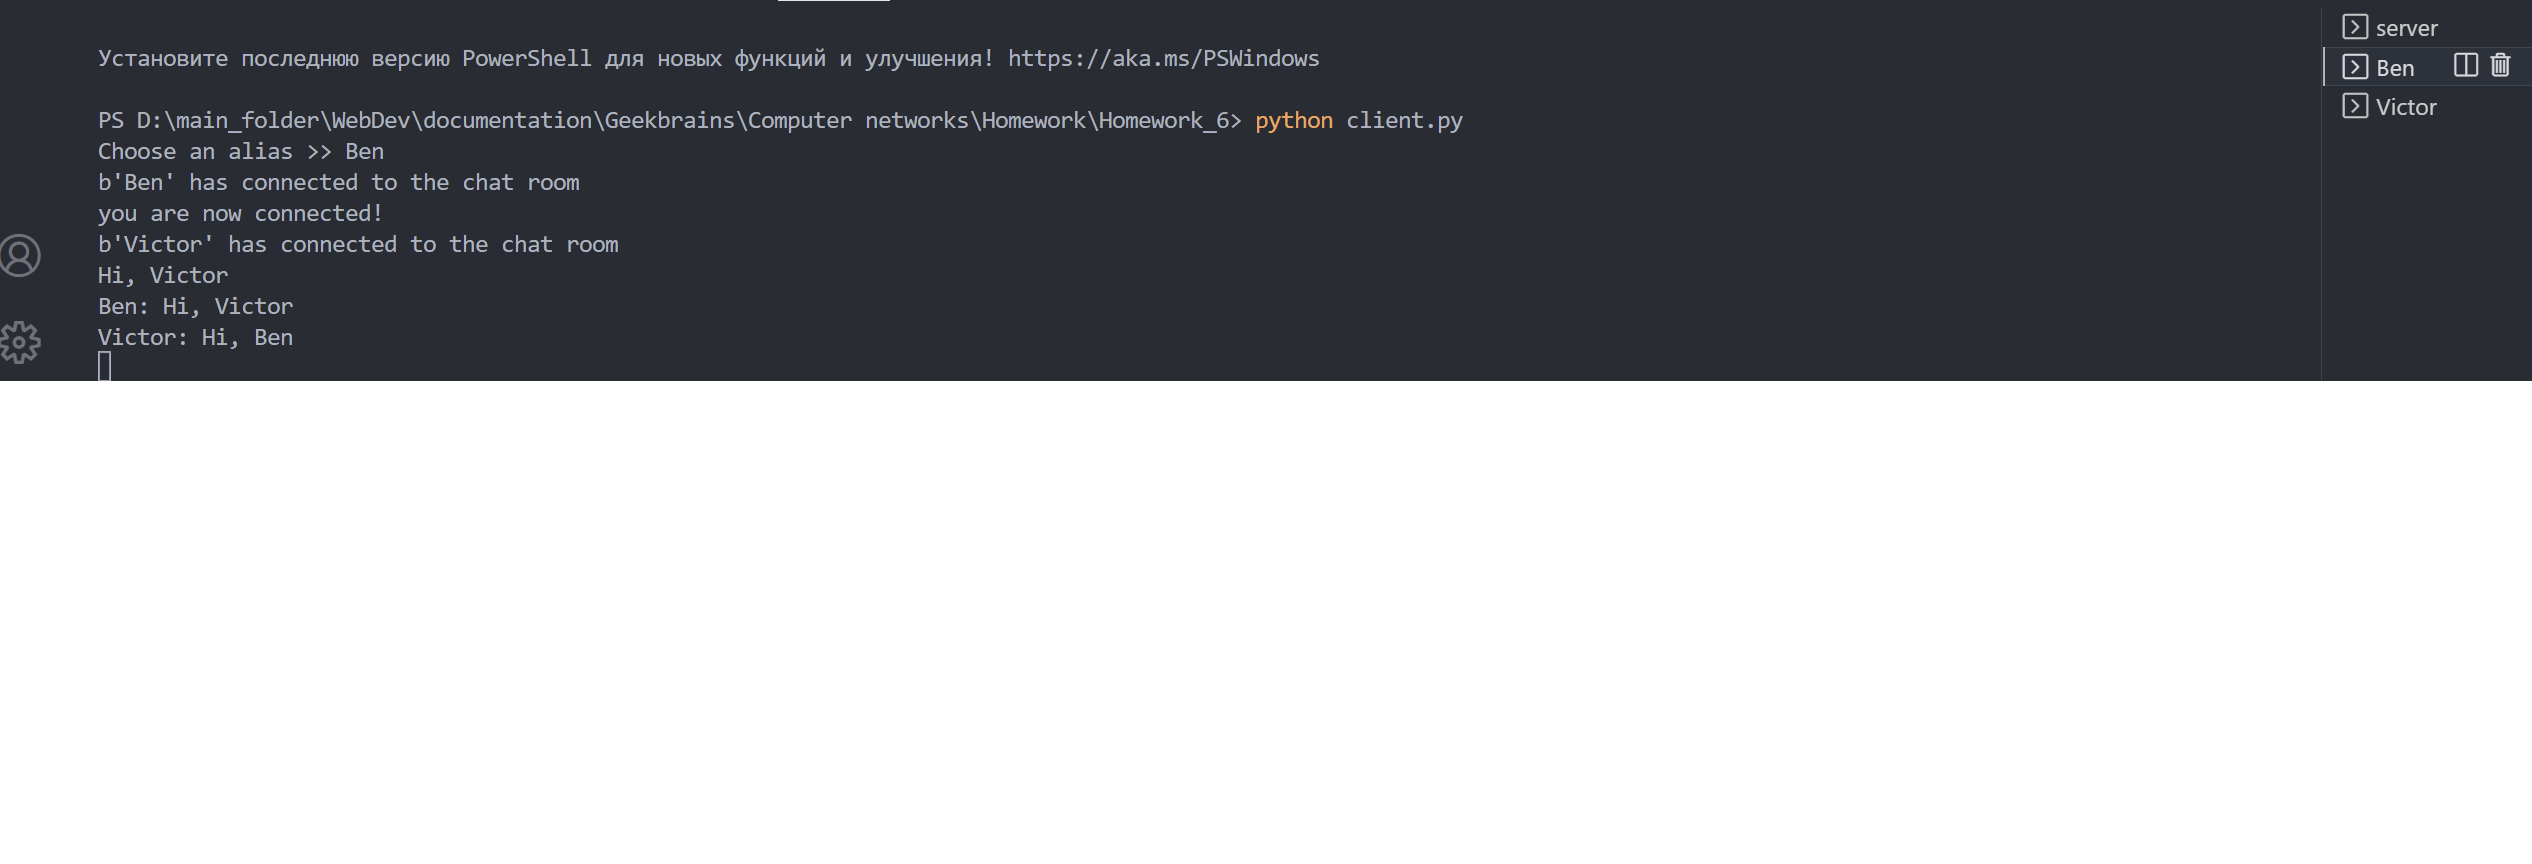 Установите последнюю версию PowerShell для новых функций и улучшения! https://aka.ms/PSWindows
PS D:\main_folder\WebDev\documentation\Geekbrains\Computer networks\Homework\Homework_6> python client.py
Choose an alias >> Ben
b'Ben' has connected to the chat room
you are now connected!
b'Victor' has connected to the chat room
Hi, Victor
Ben: Hi, Victor
Victor: Hi, Ben
server
Ben
Victor